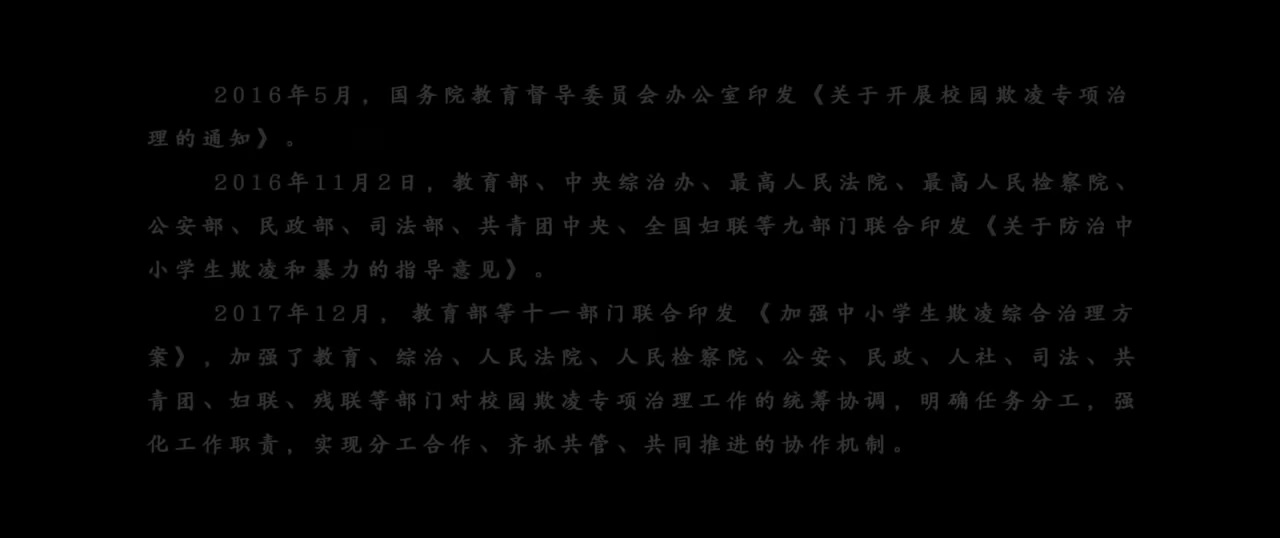 2016年5月，国务院教育督导委员会办公室印发《关于开展校园欺凌专项治
理的通知》。
2016年11月2日，教育部、中央综治办、最高人民法院、最高人民检察院、
公安部、民政部、司法部、共青团中央、全国妇联等九部门联合印发《关于防治中
小学生欺凌和暴力的指导意见》。
2017年12月，教育部等十一部门联合印发《加强中小学生欺凌综合治理方
案》，加强了教育、综治、人民法院、人民检察院、公安、民政、人社、司法、共
青团、妇联、残联等部门对校园欺凌专项治理工作的统筹协调，明确任务分工，强
化工作职责，实现分工合作、齐抓共管、共同推进的协作机制。